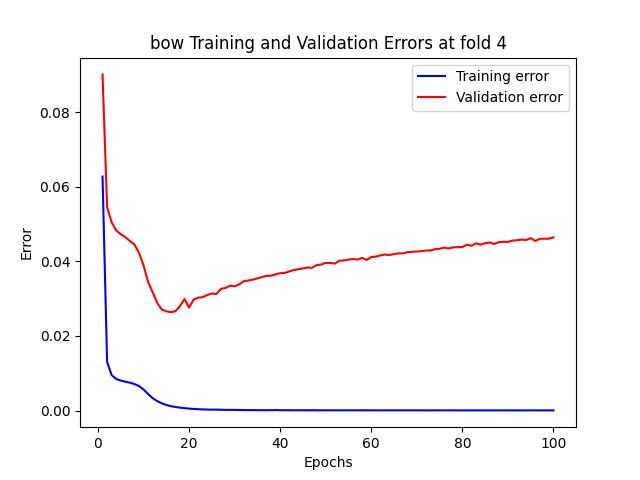 bow Training and Validation Errors at fold 4
Training error
Validation error
Error
0.08
0.06
0.04
0.02
0.00
0
20
40
60
80
100
Epochs